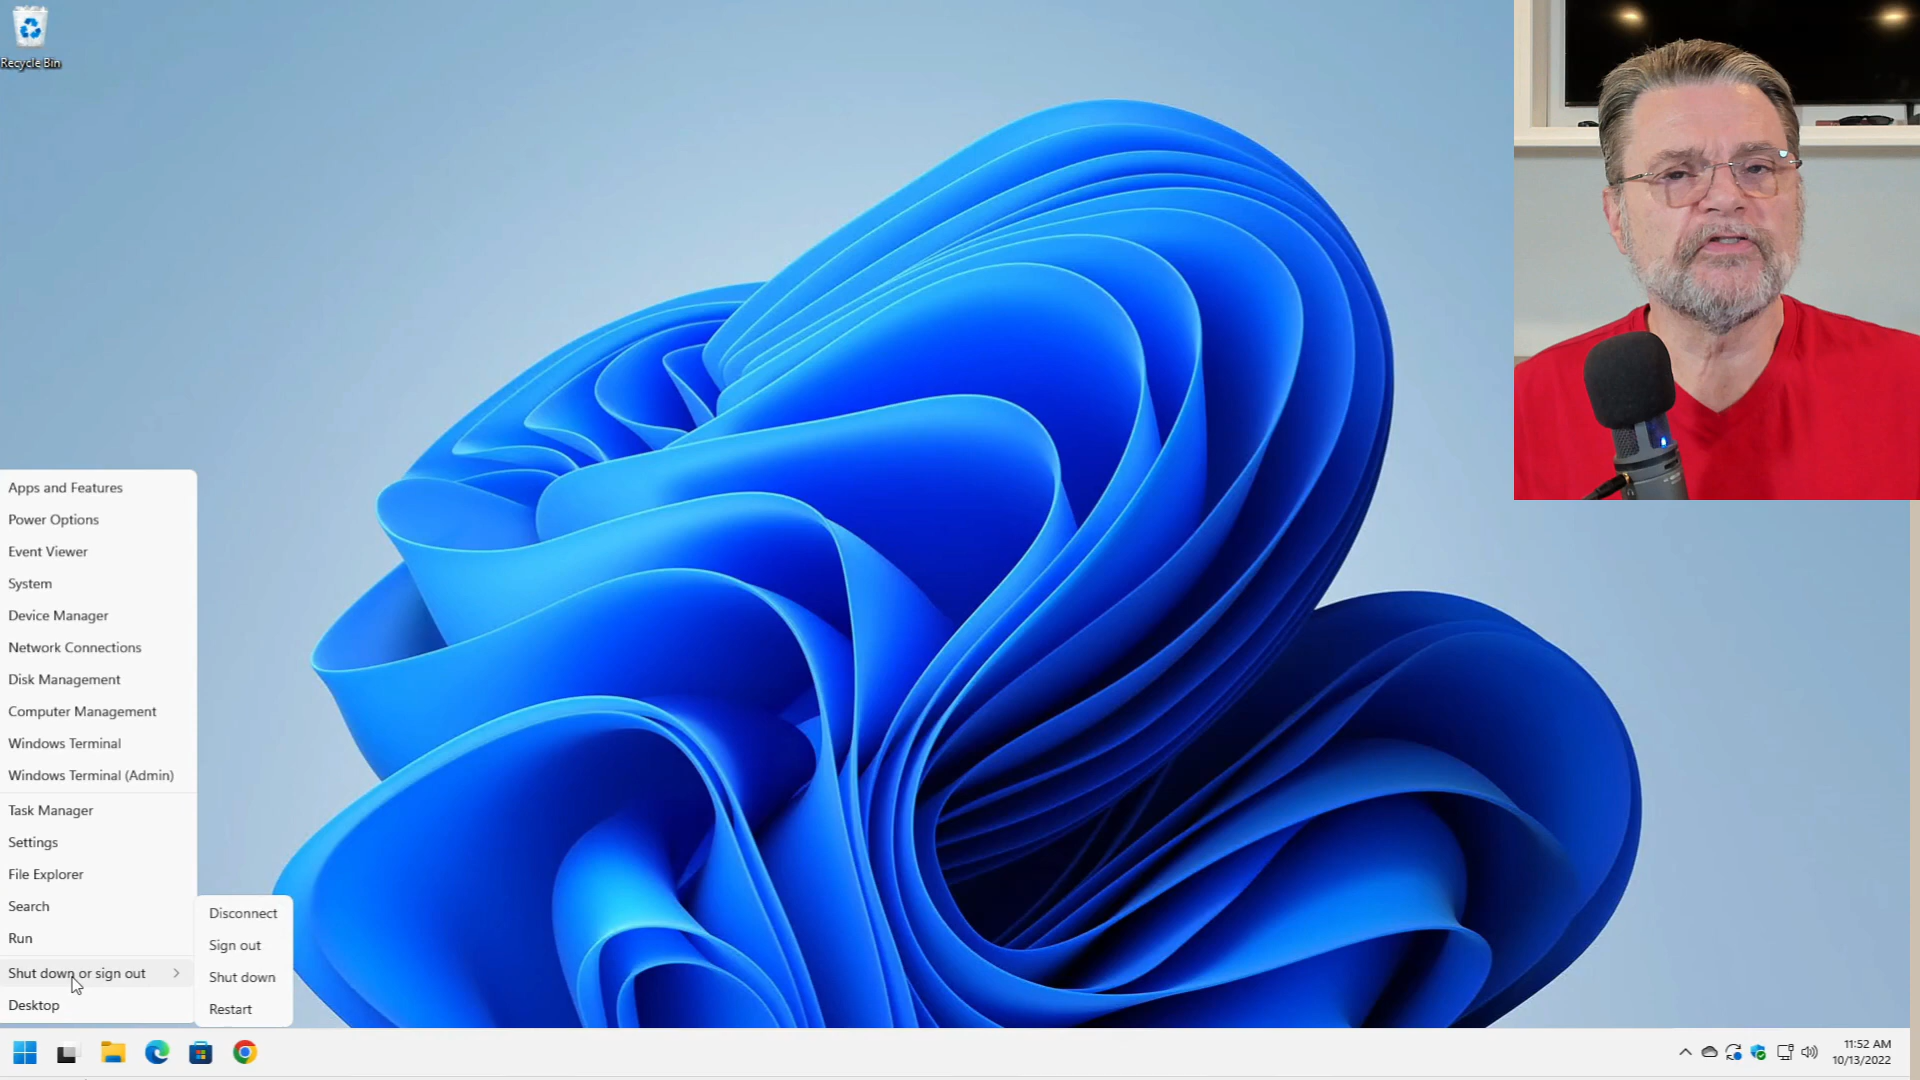 Recycle Bin
Apps and Features
Power Options
Event Viewer
System
Device Manager
Network Connections
Disk Management
Computer Management
Windows Terminal
Windows Terminal (Admin)
Task Manager
Settings
File Explorer
Search
Run
Shut down or sign out
Desktop
Disconnect
Sign out
Shut down
Restart
11:52 AM
10/13/2022